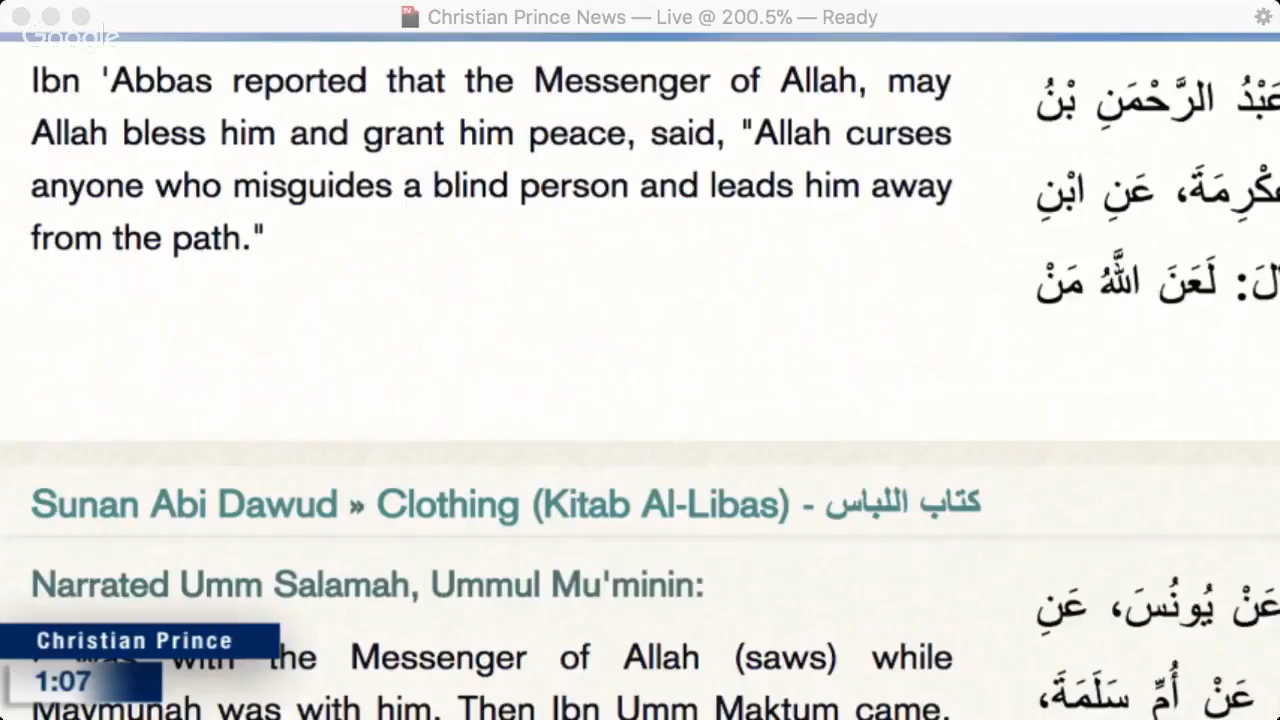 Christian Prince News — Live @ 200.5% — Ready
Google
Ibn 'Abbas reported that the Messenger of Allah, may
Allah bless him and grant him peace, said, "Allah curses
anyone who misguides a blind person and leads him away
from the path."
عَبْدُ الرَّحْمَنِ بْنُ
عِكْرِمَةَ، عَنِ ابْنِ
قَالَ: لَعَنَ اللَّهُ مَنْ
Sunan Abi Dawud » Clothing (Kitab Al-Libas) - كتاب اللباس
Narrated Umm Salamah, Ummul Mu'minin:
I was with the Messenger of Allah (saws) while
Maymunah was with him. Then Ibn Umm Maktum came.
عَنْ يُونُسَ، عَنِ
عَنْ أُمِّ سَلَمَةَ،
Christian Prince
1:07